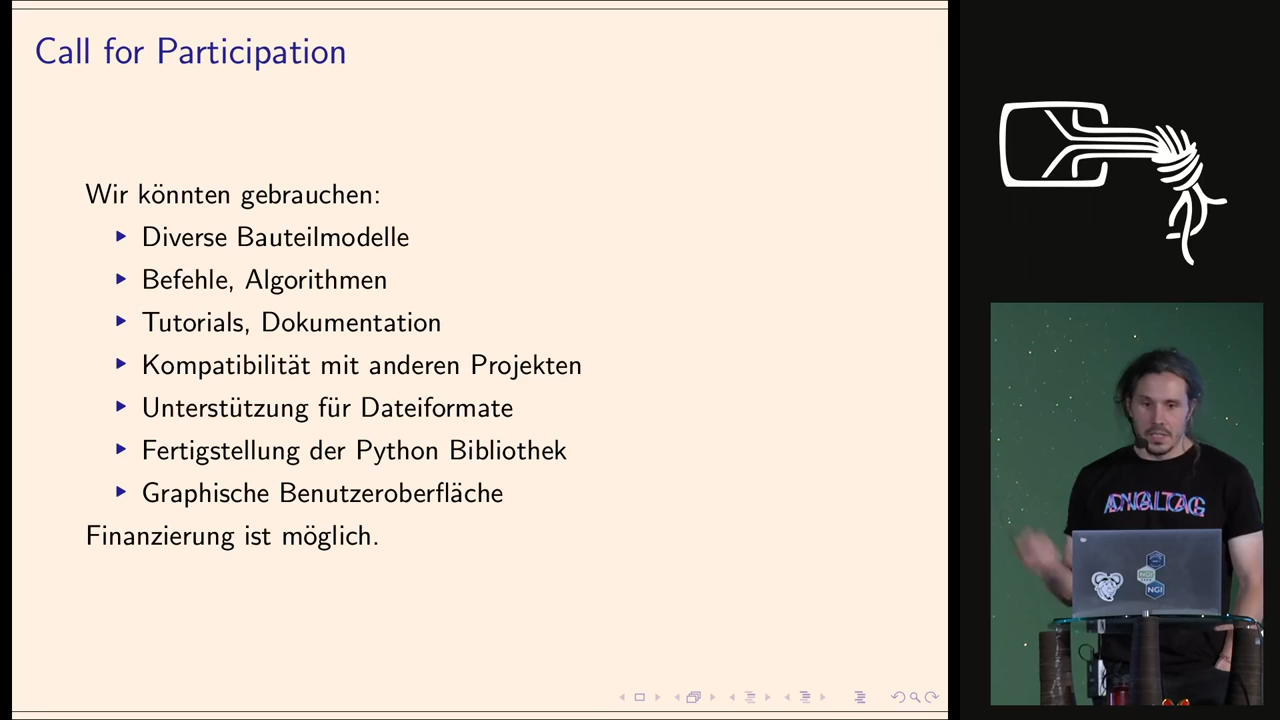 Call for Participation
Wir könnten gebrauchen:
Diverse Bauteilmodelle
Befehle, Algorithmen
Tutorials, Dokumentation
Kompatibilität mit anderen Projekten
Unterstützung für Dateiformate
Fertigstellung der Python Bibliothek
Graphische Benutzeroberfläche
Finanzierung ist möglich.
NGI